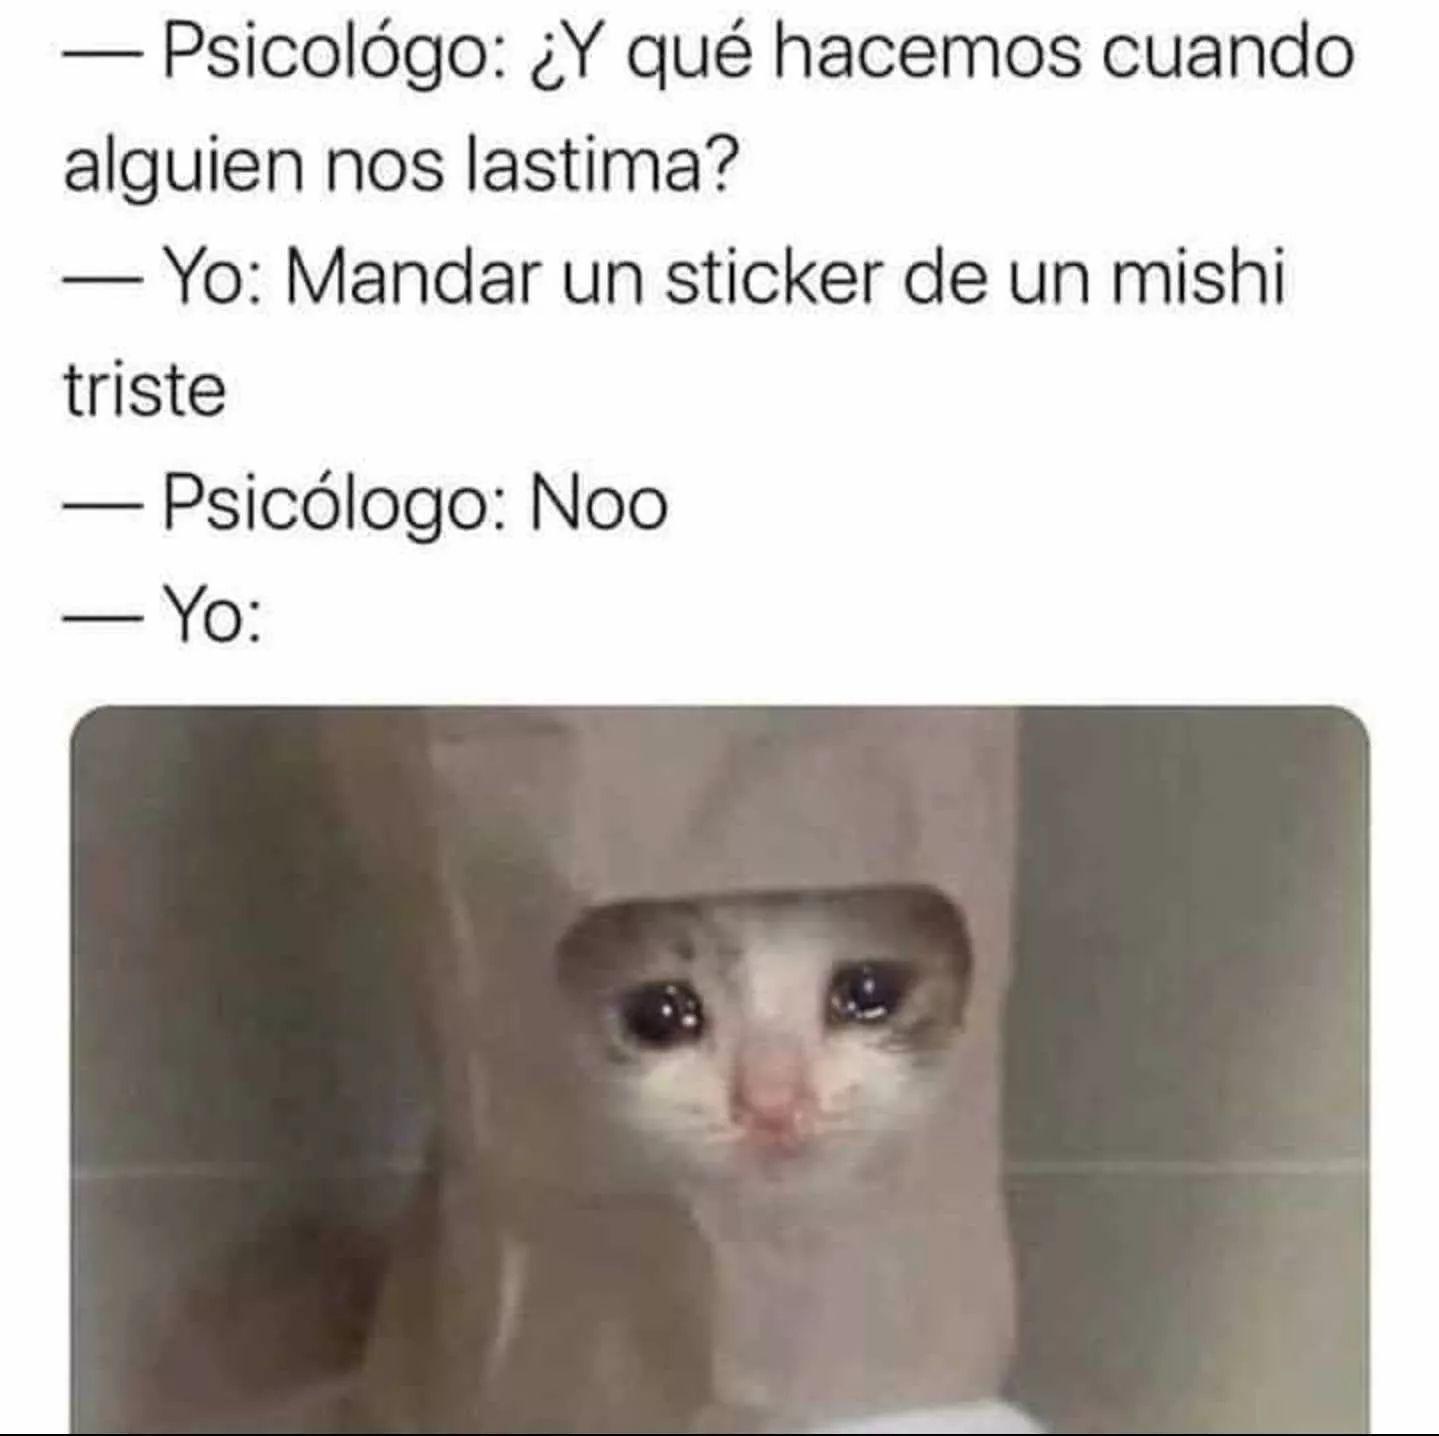 — Psicológo: ¿Y qué hacemos cuando
alguien nos lastima?
— Yo: Mandar un sticker de un mishi
triste
— Psicólogo: Noo
— Yo: